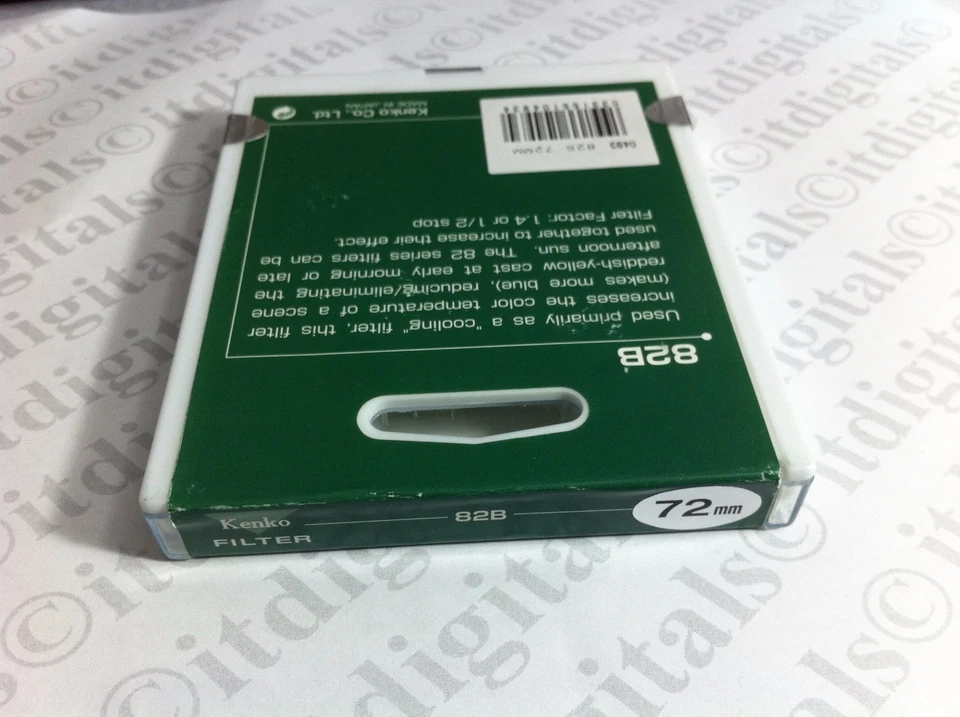 Kenko 82B 72mm
FILTER
82B
Used primarily as a "cooling" filter, this filter
increases the color temperature of a scene
(makes more blue), reducing/eliminating the
reddish-yellow cast at early morning or late
afternoon sun. The 82 series filters can be
used together to increase their effect.
Filter Factor: 1.4 or 1/2 stop
0493 82B 72MM
Kenko Co., Ltd.
MADE IN JAPAN
©itdigitals©itdigitals©itdigitals